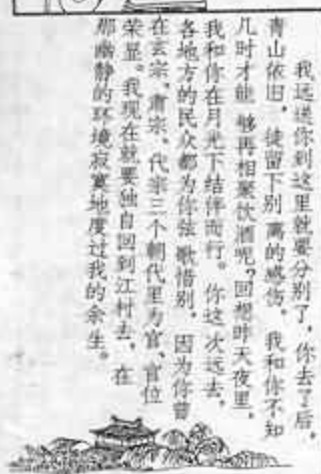 我远送你到这里就要分别了，你去了后，
青山依旧，徒留下别离的感伤。我和你不知
几时才能够再相聚饮酒呢？回想昨天夜里，
我和你在月光下结伴而行。你这次远去，
各地方的民众都为你弦歌惜别，因为你曾
在玄宗、肃宗、代宗三个朝代里为官、官位
荣显。我现在就要独自回到江村去，在
那幽静的环境寂寞地度过我的余生。